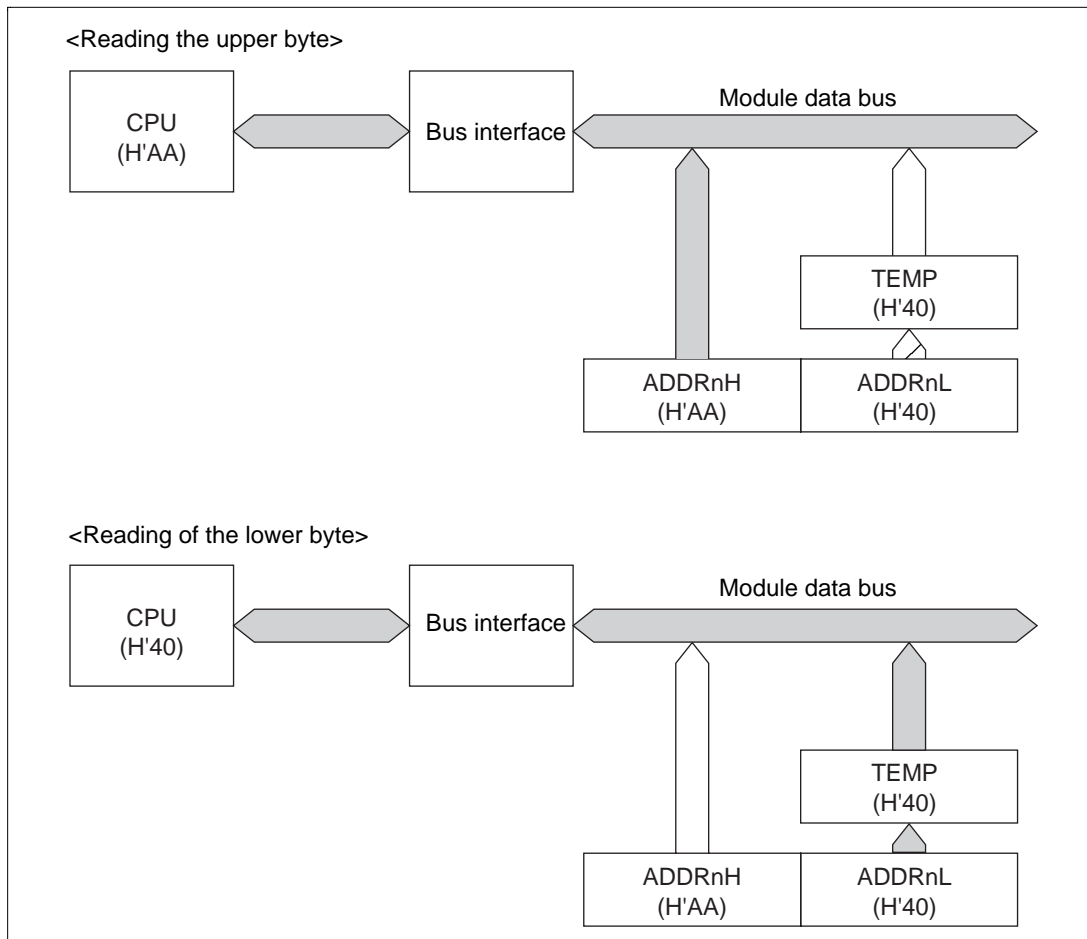 <Reading the upper byte>
Module data bus
CPU
(H'AA)
Bus interface
TEMP
(H'40)
ADDRnH
(H'AA)
ADDRnL
(H'40)
<Reading of the lower byte>
Module data bus
CPU
(H'40)
Bus interface
TEMP
(H'40)
ADDRnH
(H'AA)
ADDRnL
(H'40)